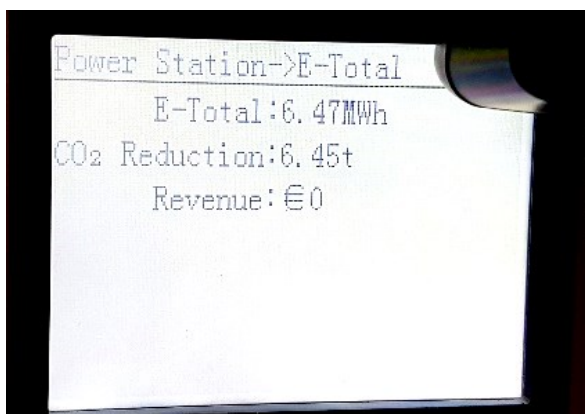 Power Station->E-Total
E-Total:6.47MWh
CO₂ Reduction:6.45t
Revenue:€0